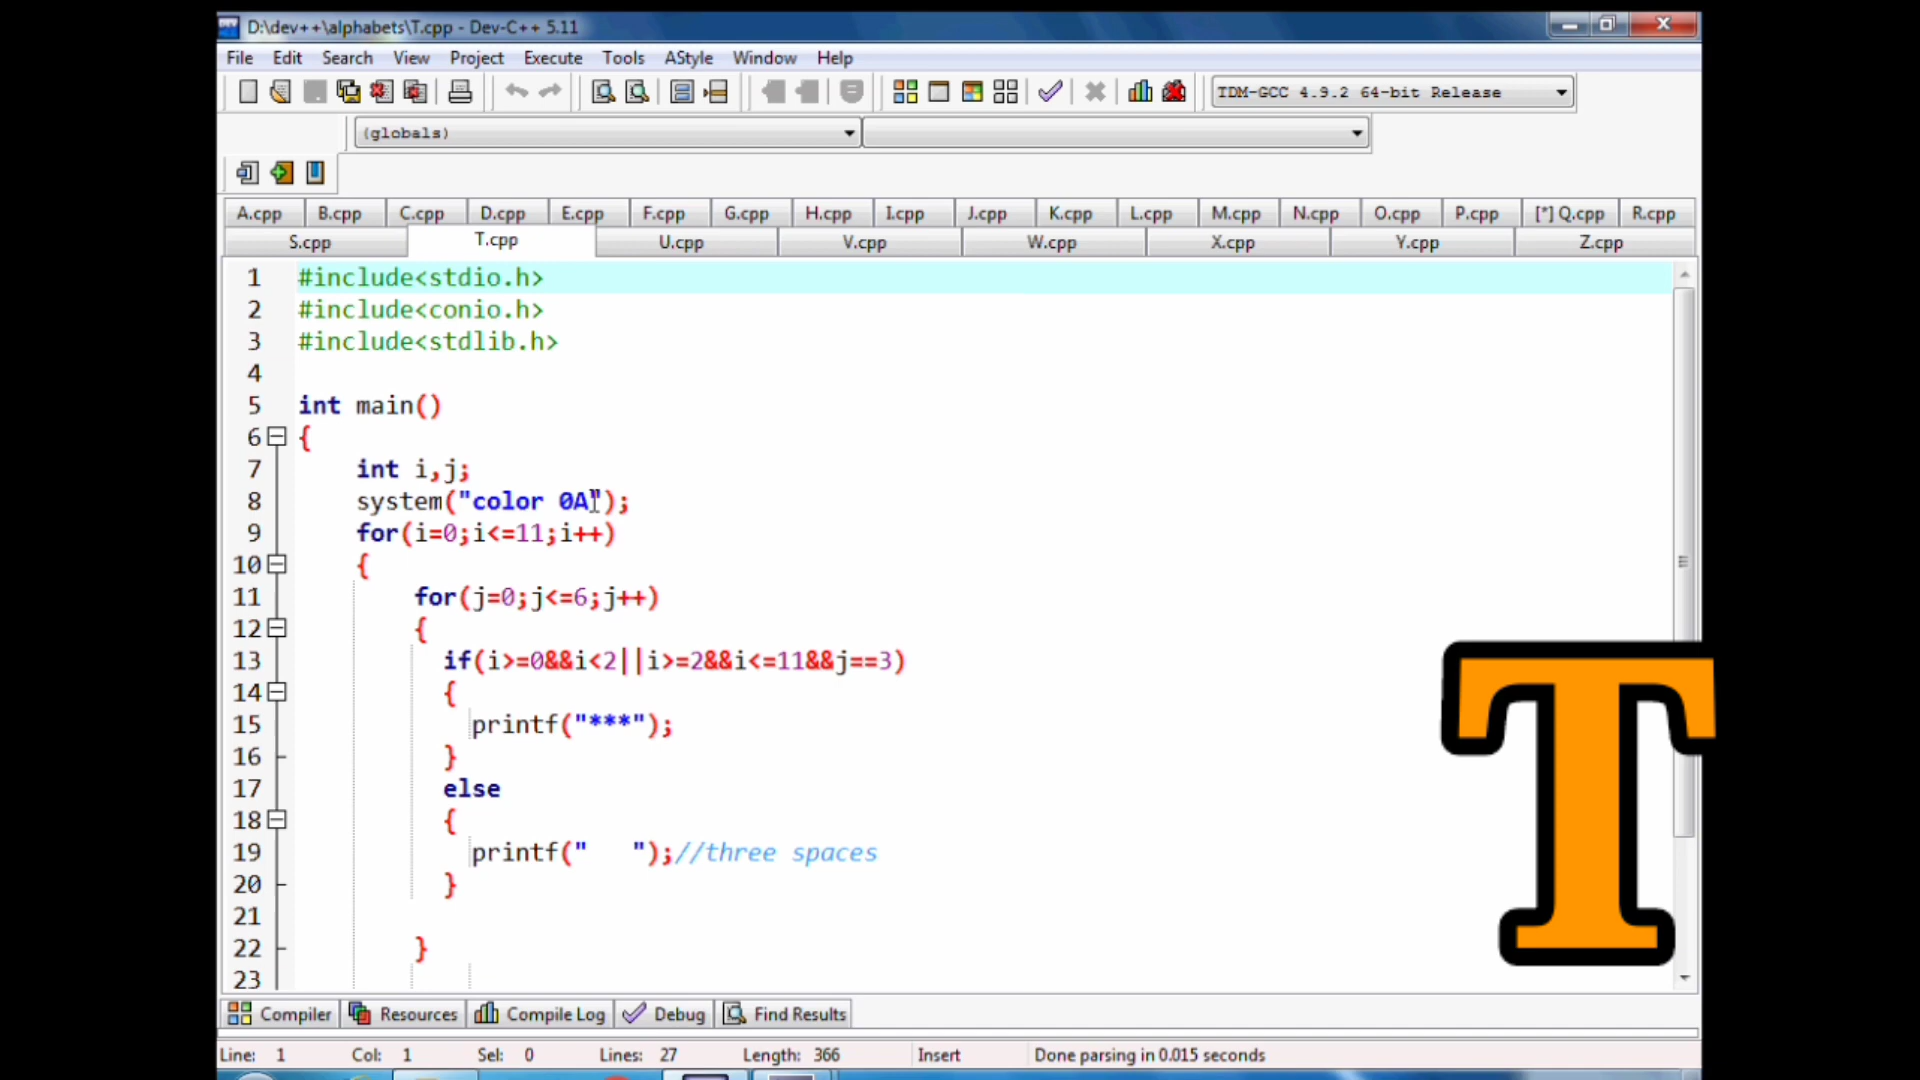 D:\dev++\alphabets\T.cpp - Dev-C++ 5.11
File Edit Search View Project Execute Tools AStyle Window Help
TDM-GCC 4.9.2 64-bit Release
(globals)
A.cpp B.cpp C.cpp D.cpp E.cpp F.cpp G.cpp H.cpp I.cpp J.cpp K.cpp L.cpp M.cpp N.cpp O.cpp P.cpp [*] Q.cpp R.cpp
S.cpp T.cpp U.cpp V.cpp W.cpp X.cpp Y.cpp Z.cpp
1 #include<stdio.h>
2 #include<conio.h>
3 #include<stdlib.h>
4
5 int main()
6 {
7 int i,j;
8 system("color 0A");
9 for(i=0;i<=11;i++)
10 {
11 for(j=0;j<=6;j++)
12 {
13 if(i>=0&&i<2||i>=2&&i<=11&&j==3)
14 {
15 printf("***");
16 }
17 else
18 {
19 printf("   ");//three spaces
20 }
21
22 }
23
T
Compiler Resources Compile Log Debug Find Results
Line: 1 Col: 1 Sel: 0 Lines: 27 Length: 366 Insert Done parsing in 0.015 seconds